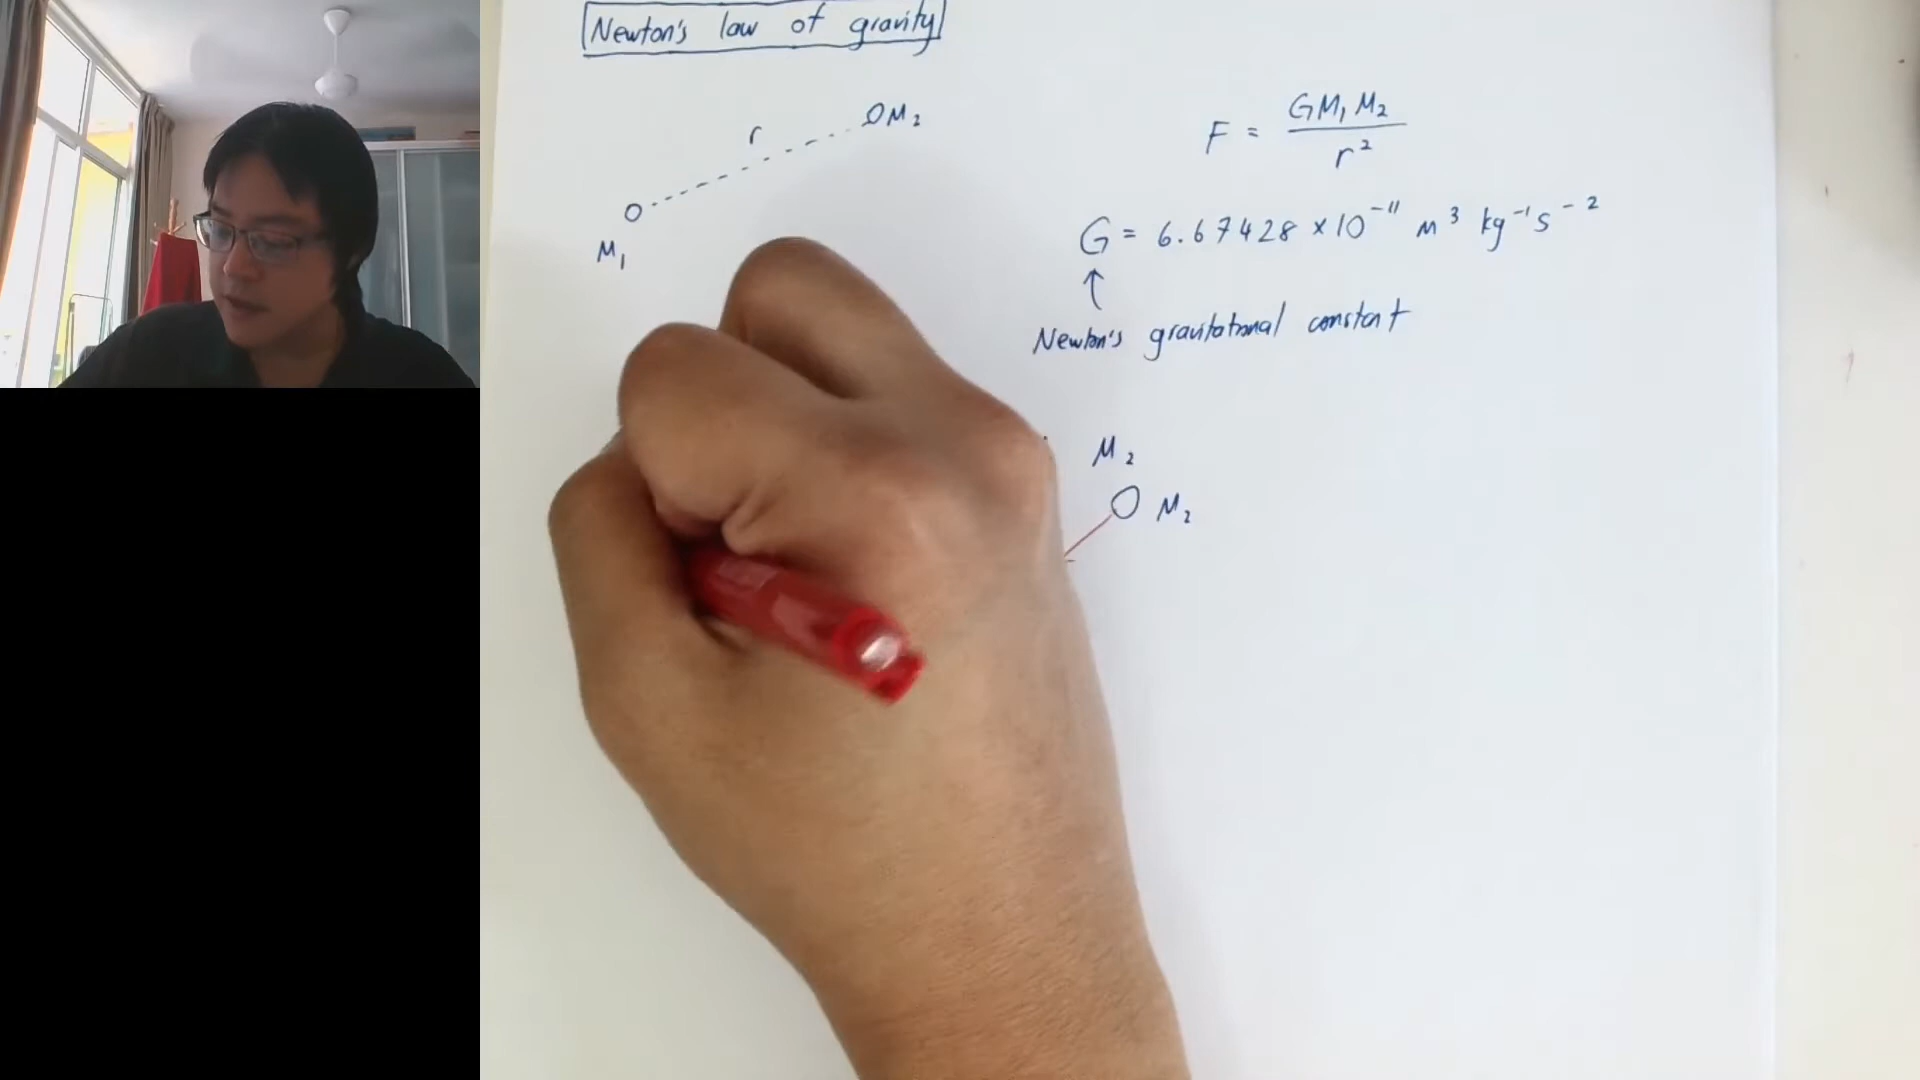 Newton's law of gravity
r
M₂
M₁
F = GM₁M₂ / r²
G = 6.67428 × 10⁻¹¹ m³ kg⁻¹ s⁻²
↑
Newton's gravitational constant
M₂
M₂